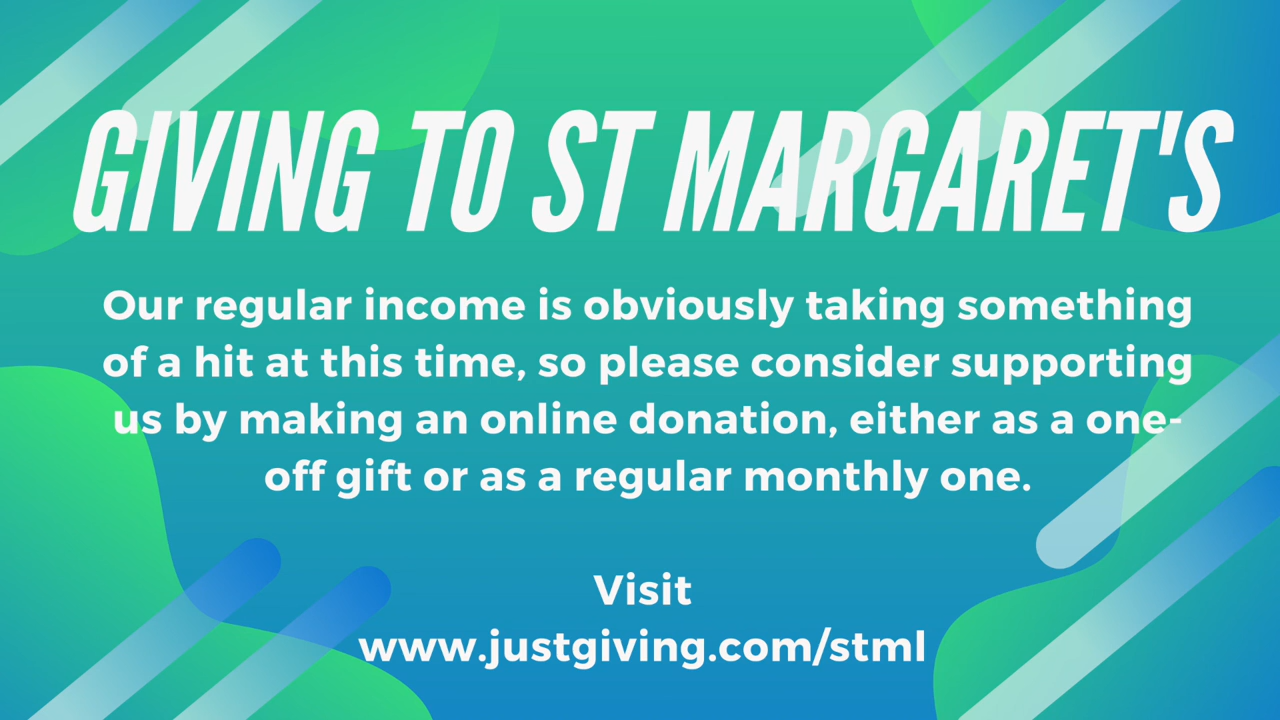 GIVING TO ST MARGARET'S
Our regular income is obviously taking something
of a hit at this time, so please consider supporting
us by making an online donation, either as a one-
off gift or as a regular monthly one.
Visit
www.justgiving.com/stml